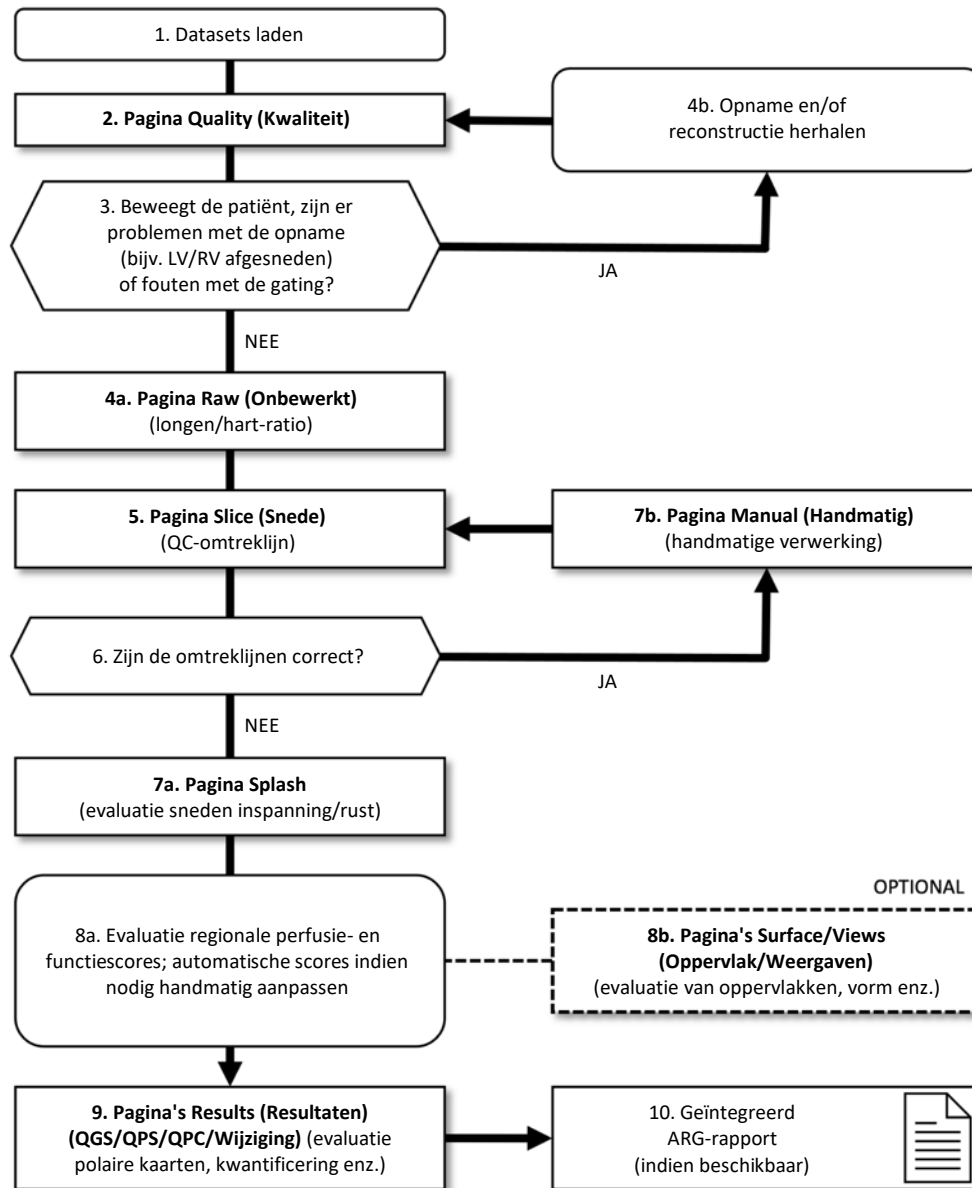 1. Datasets laden
2. Pagina Quality (Kwaliteit)
4b. Opname en/of
reconstructie herhalen
3. Beweegt de patiënt, zijn er
problemen met de opname
(bijv. LV/RV afgesneden)
of fouten met de gating?
JA
NEE
4a. Pagina Raw (Onbewerkt)
(longen/hart-ratio)
5. Pagina Slice (Snede)
(QC-omtreklijn)
7b. Pagina Manual (Handmatig)
(handmatige verwerking)
6. Zijn de omtreklijnen correct?
JA
NEE
7a. Pagina Splash
(evaluatie sneden inspanning/rust)
8a. Evaluatie regionale perfusie- en
functiescores; automatische scores indien
nodig handmatig aanpassen
OPTIONAL
8b. Pagina's Surface/Views
(Oppervlak/Weergaven)
(evaluatie van oppervlakken, vorm enz.)
9. Pagina's Results (Resultaten)
(QGS/QPS/QPC/Wijziging) (evaluatie
polaire kaarten, kwantificering enz.)
10. Geïntegreerd
ARG-rapport
(indien beschikbaar)